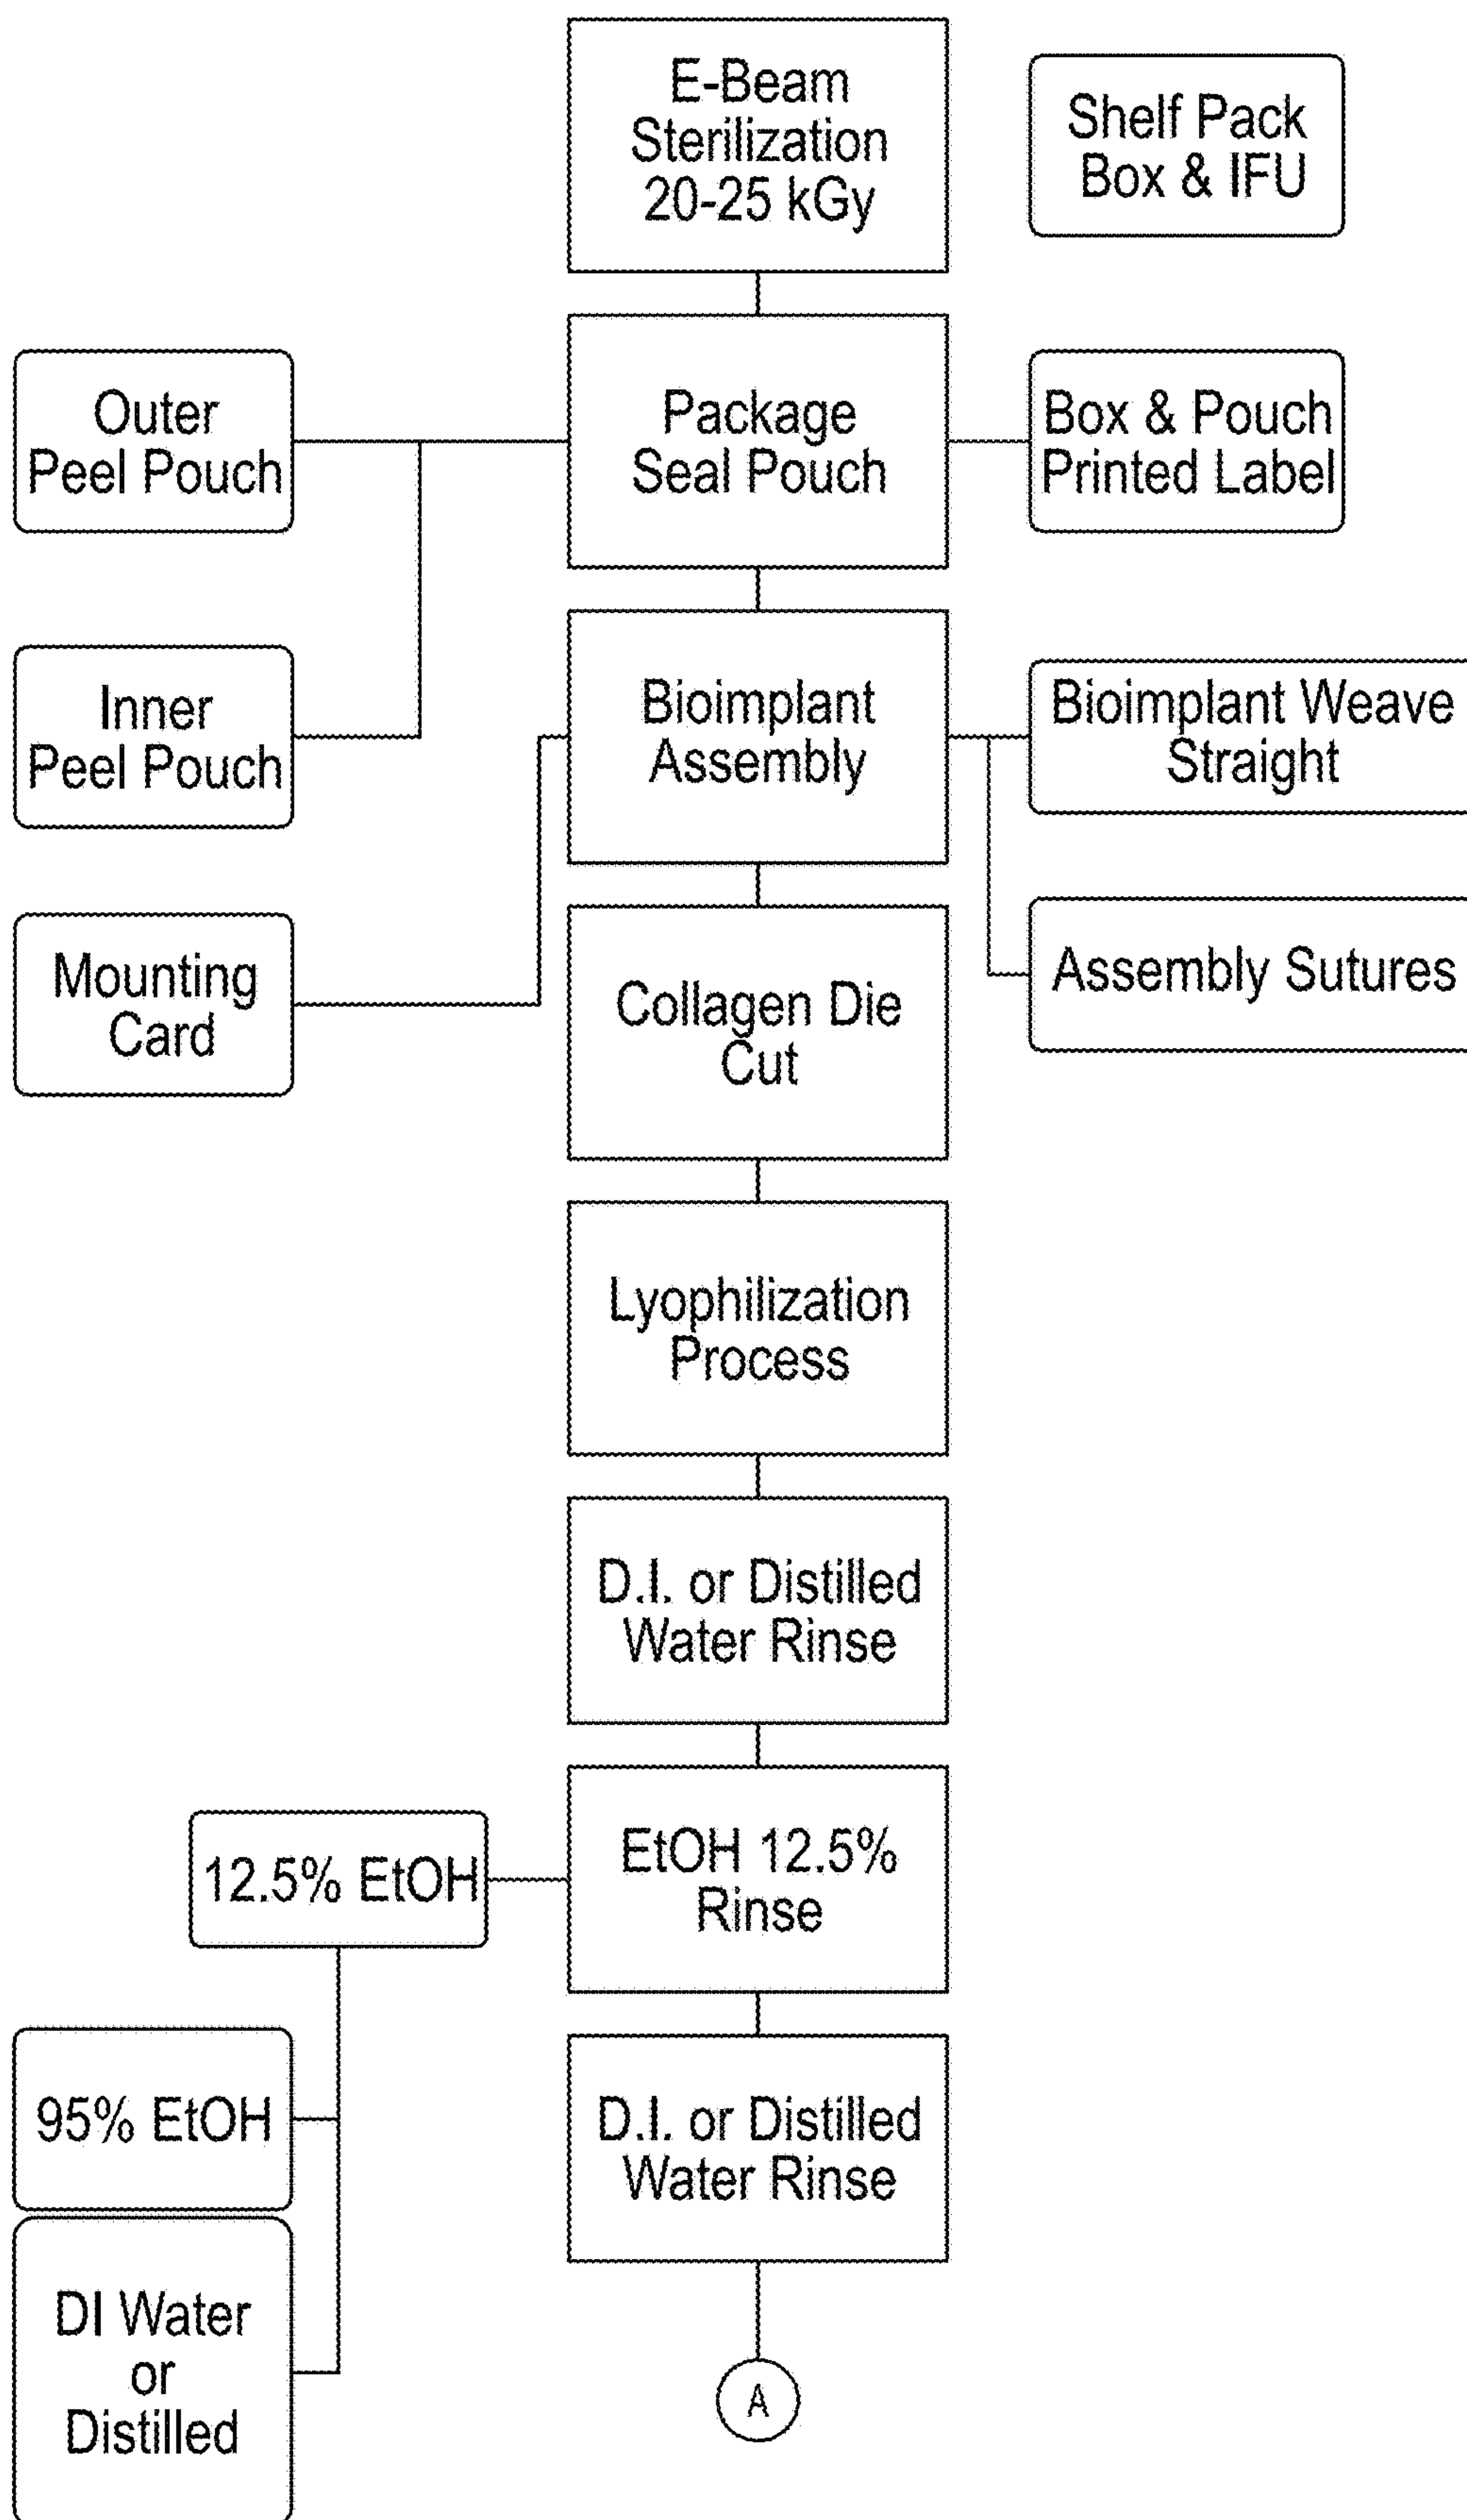 E-Beam
Sterilization
20-25 kGy
Shelf Pack
Box & IFU
Outer
Peel Pouch
Package
Seal Pouch
Box & Pouch
Printed Label
Inner
Peel Pouch
Bioimplant
Assembly
Bioimplant Weave
Straight
Mounting
Card
Collagen Die
Cut
Assembly Sutures
Lyophilization
Process
D.I. or Distilled
Water Rinse
12.5% EtOH
EtOH 12.5%
Rinse
95% EtOH
D.I. or Distilled
Water Rinse
DI Water
or
Distilled
A